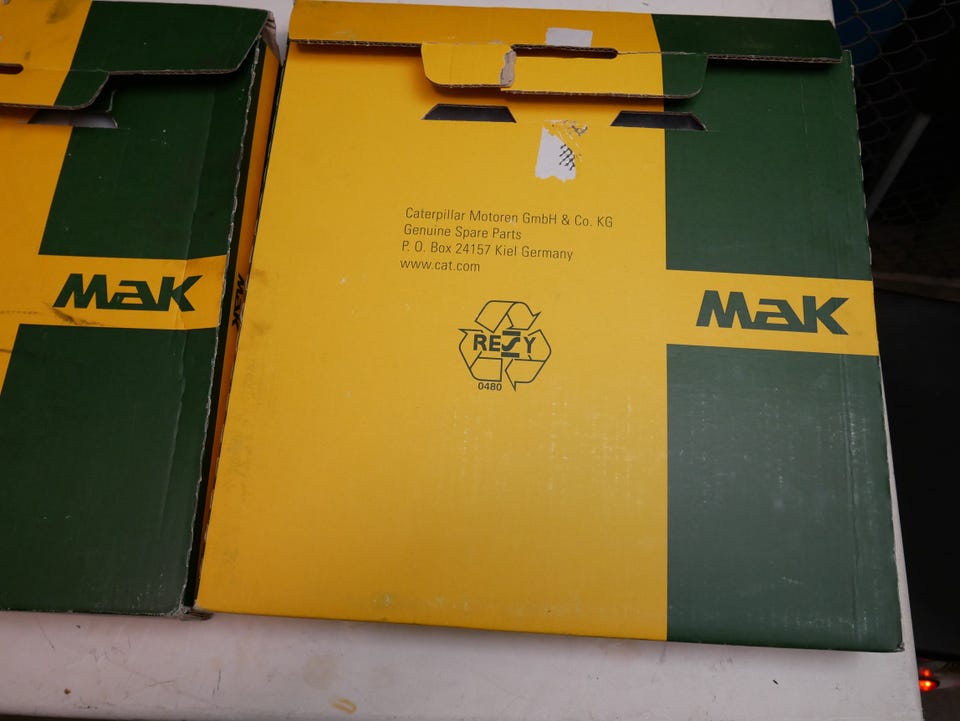 MaK
MaK
Caterpillar Motoren GmbH & Co. KG
Genuine Spare Parts
P. O. Box 24157 Kiel Germany
www.cat.com
RESY
0480
MaK